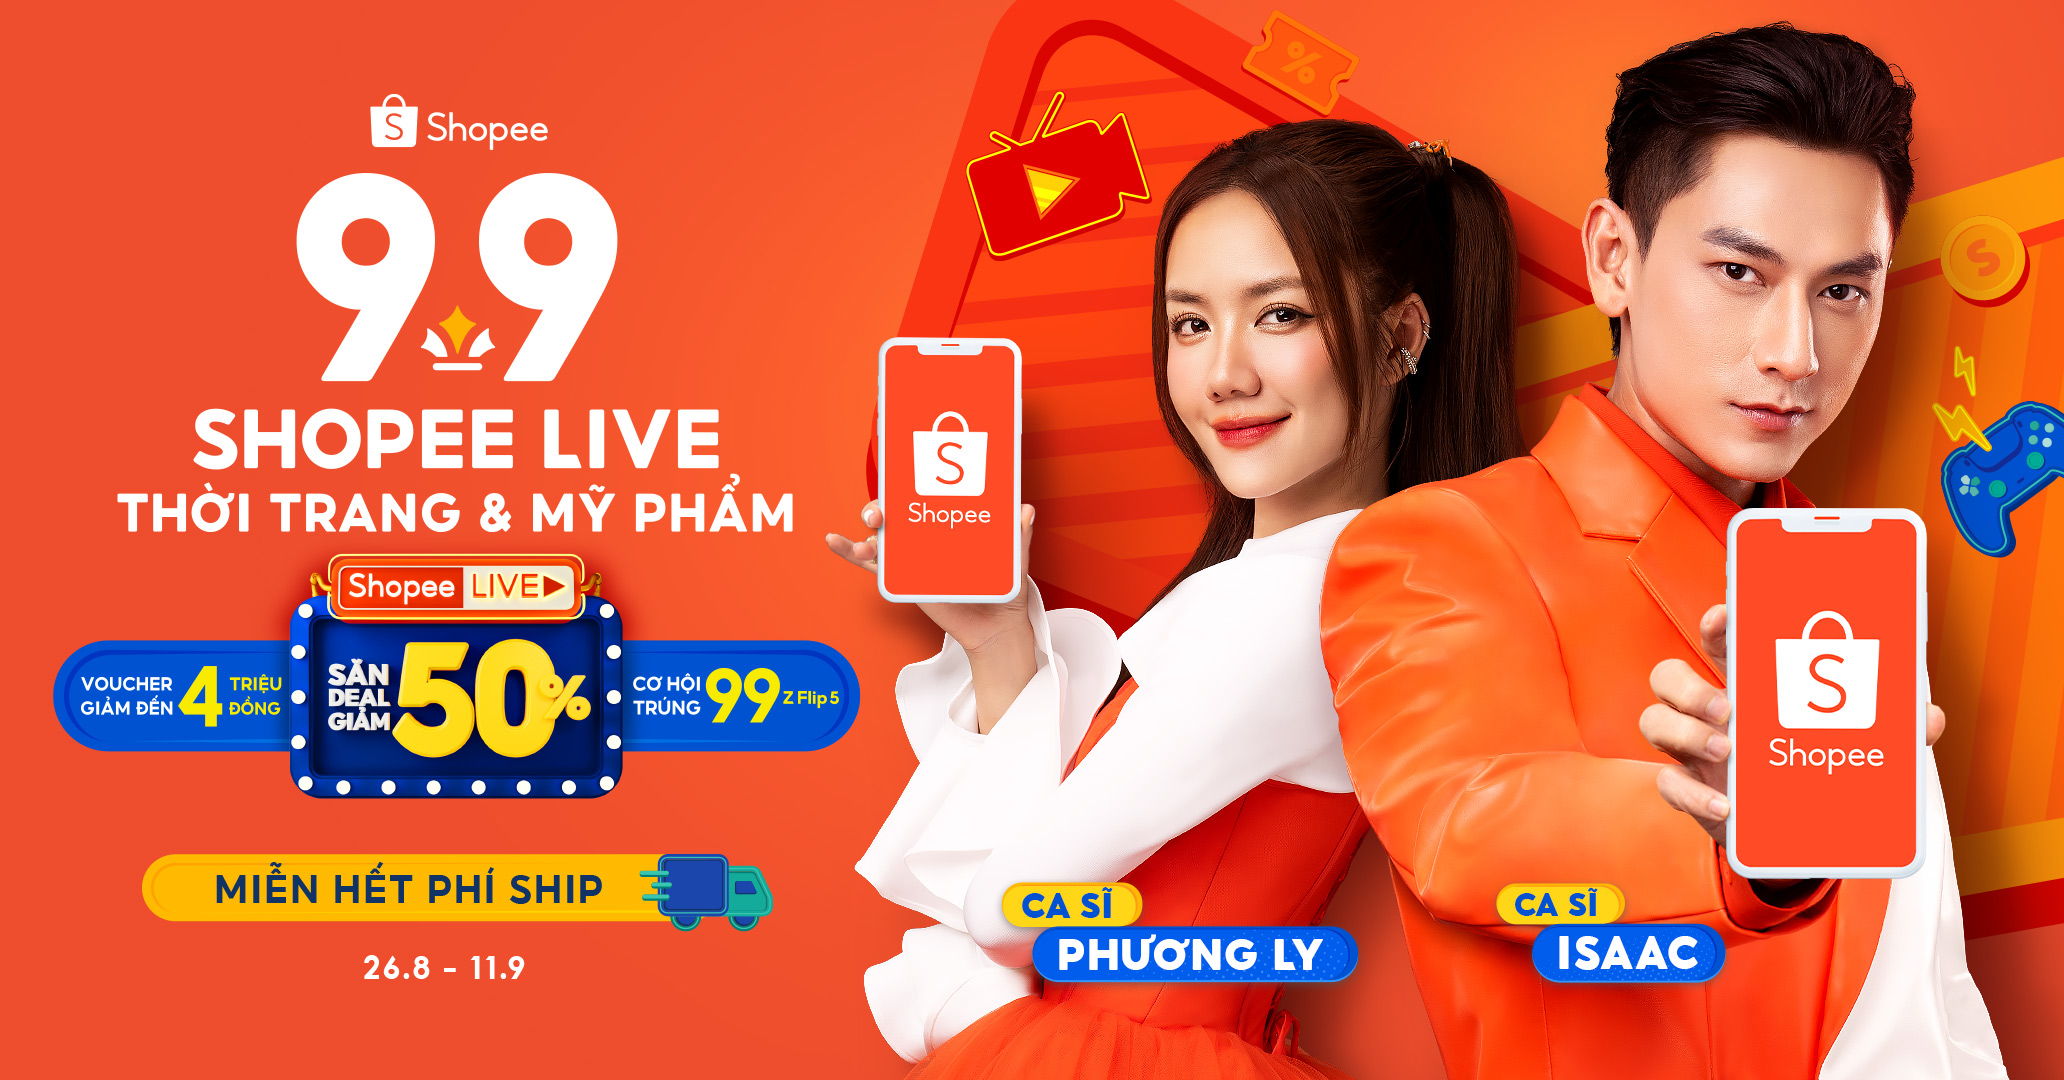 Shopee
9.9
SHOPEE LIVE
THỜI TRANG & MỸ PHẨM
Shopee LIVE
VOUCHER
GIẢM ĐẾN
4
TRIỆU
ĐỒNG
SĂN
DEAL
GIẢM
50%
CƠ HỘI
TRÚNG
99
Z Flip5
MIỄN HẾT PHÍ SHIP
26.8 - 11.9
%
S
Shopee
Shopee
CA SĨ
PHƯƠNG LY
CA SĨ
ISAAC